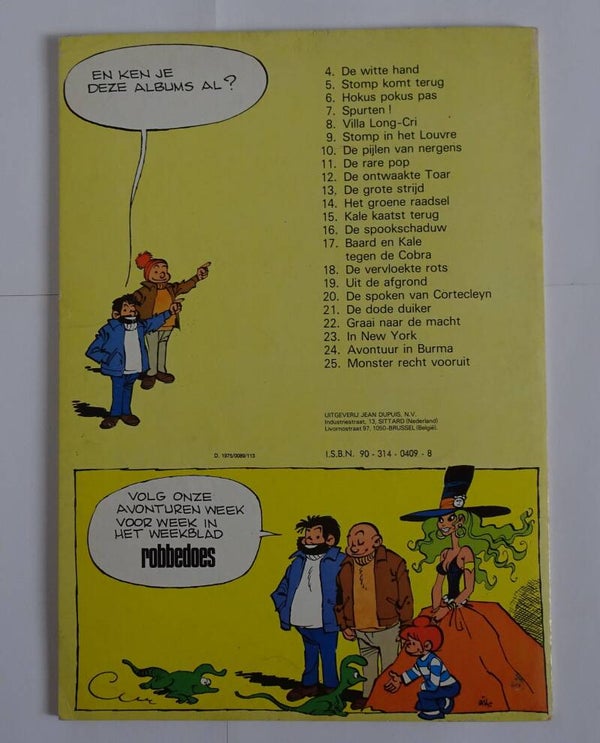 EN KEN JE
DEZE ALBUMS AL?
4. De witte hand
5. Stomp komt terug
6. Hokus pokus pas
7. Spurten !
8. Villa Long-Cri
9. Stomp in het Louvre
10. De pijlen van nergens
11. De rare pop
12. De ontwaakte Toar
13. De grote strijd
14. Het groene raadsel
15. Kale kaatst terug
16. De spookschaduw
17. Baard en Kale
tegen de Cobra
18. De vervloekte rots
19. Uit de afgrond
20. De spoken van Cortecleyn
21. De dode duiker
22. Graai naar de macht
23. In New York
24. Avontuur in Burma
25. Monster recht vooruit
UITGEVERIJ JEAN DUPUIS, N.V.
Industriestraat, 13, SITTARD (Nederland)
Livornostraat 97, 1050-BRUSSEL (België).
D. 1975/0089/113
I.S.B.N. 90 - 314 - 0409 - 8
VOLG ONZE
AVONTUREN WEEK
VOOR WEEK IN
HET WEEKBLAD
robbedoes